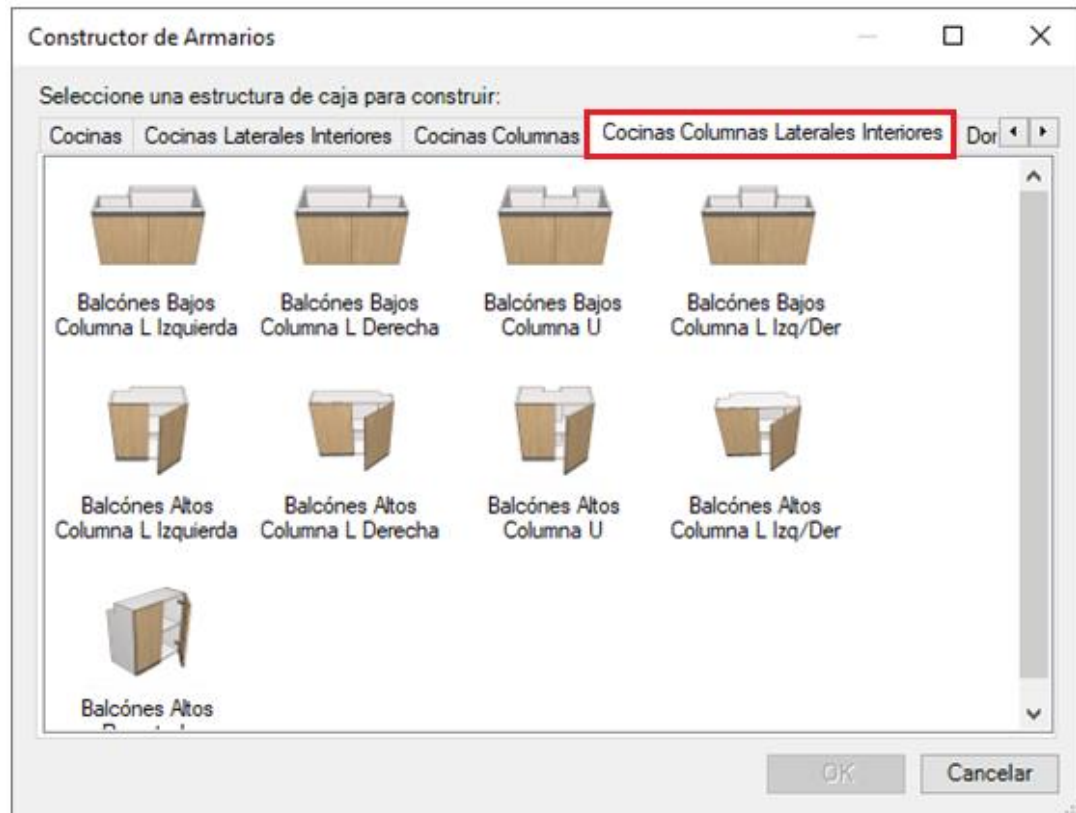 Constructor de Armarios
Seleccione una estructura de caja para construir:
Cocinas Cocinas Laterales Interiores Cocinas Columnas Cocinas Columnas Laterales Interiores Dor
Balcónes Bajos Balcónes Bajos Balcónes Bajos Balcónes Bajos
Columna L Izquierda Columna L Derecha Columna U Columna L Izq/Der
Balcónes Altos Balcónes Altos Balcónes Altos Balcónes Altos
Columna L Izquierda Columna L Derecha Columna U Columna L Izq/Der
Balcónes Altos
OK Cancelar